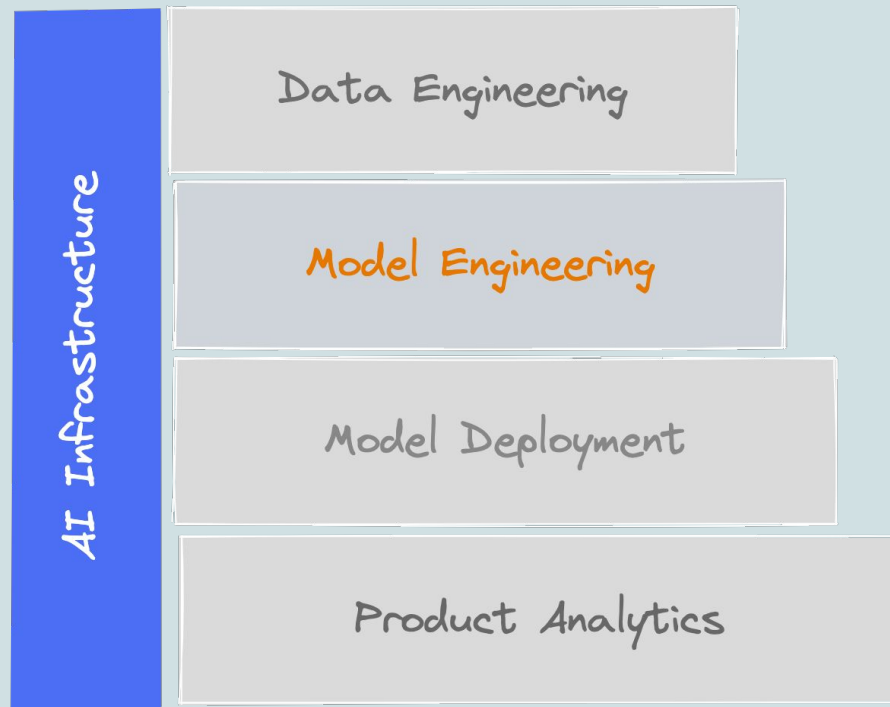 AI Infrastructure
Data Engineering
Model Engineering
Model Deployment
Product Analytics